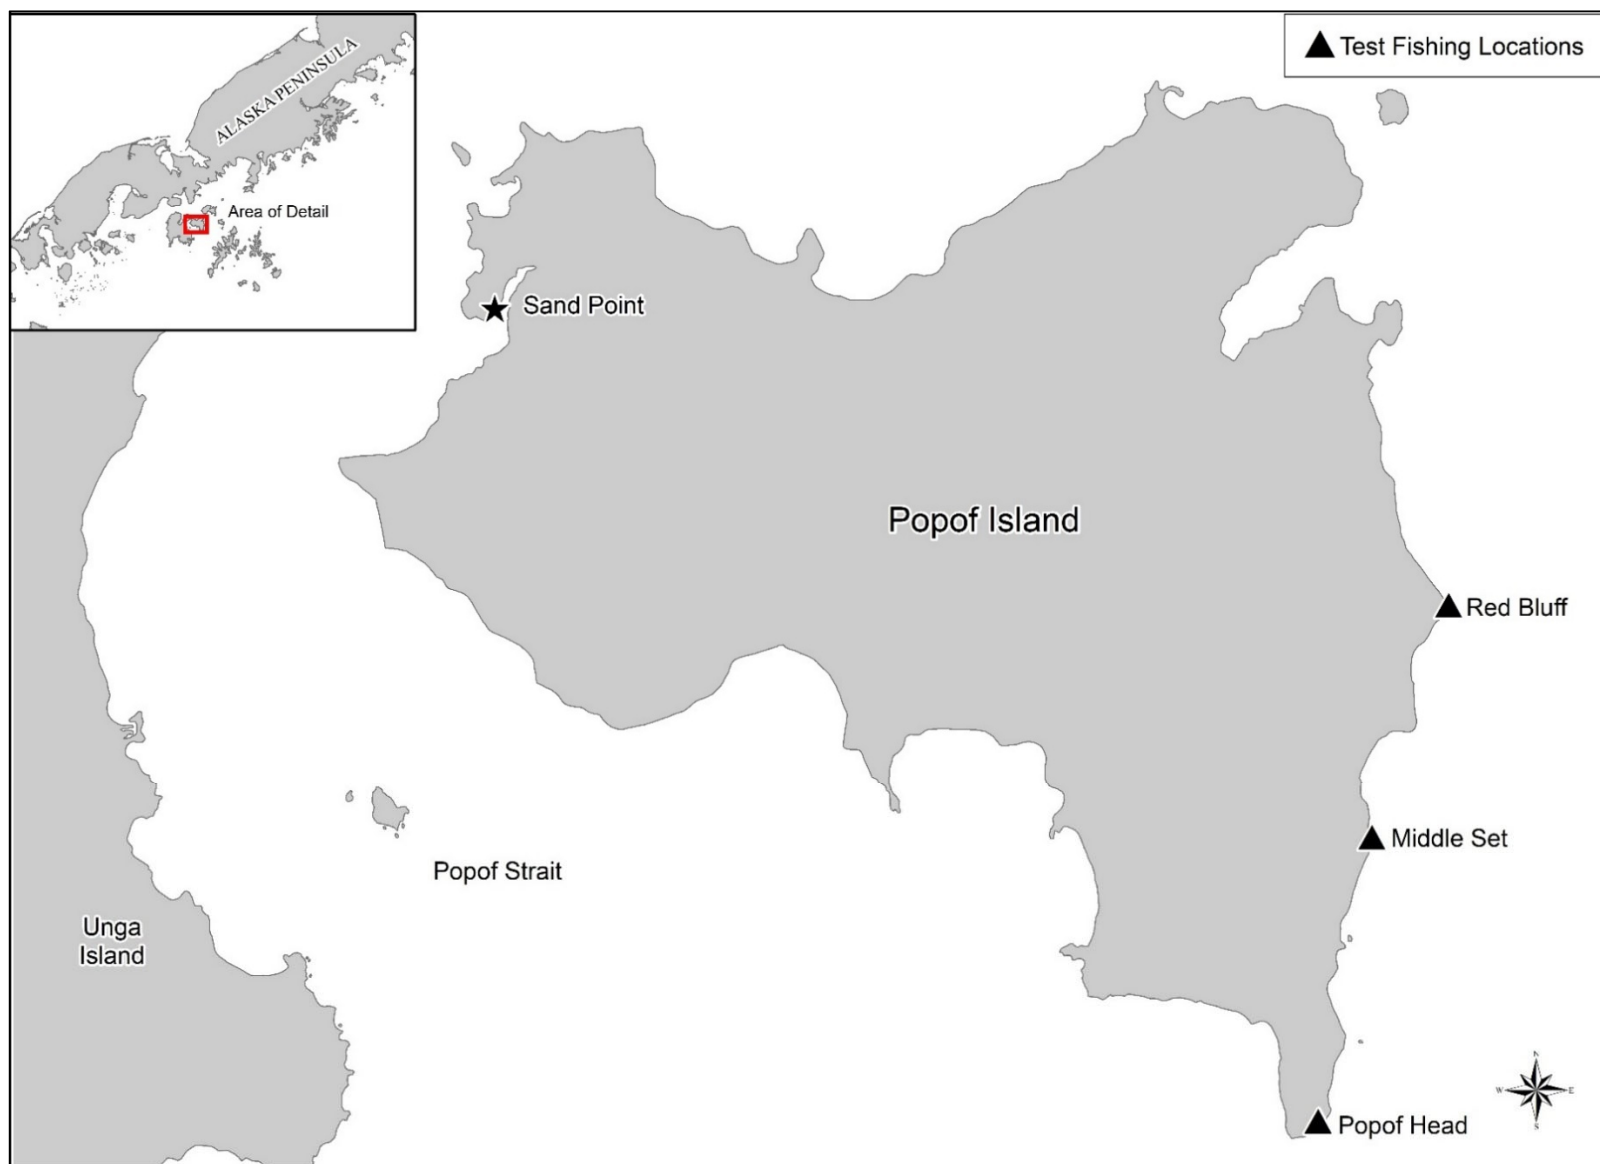 Test Fishing Locations
ALASKA PENINSULA
Area of Detail
Sand Point
Popof Island
Red Bluff
Middle Set
Popof Strait
Unga
Island
N
W
E
S
Popof Head